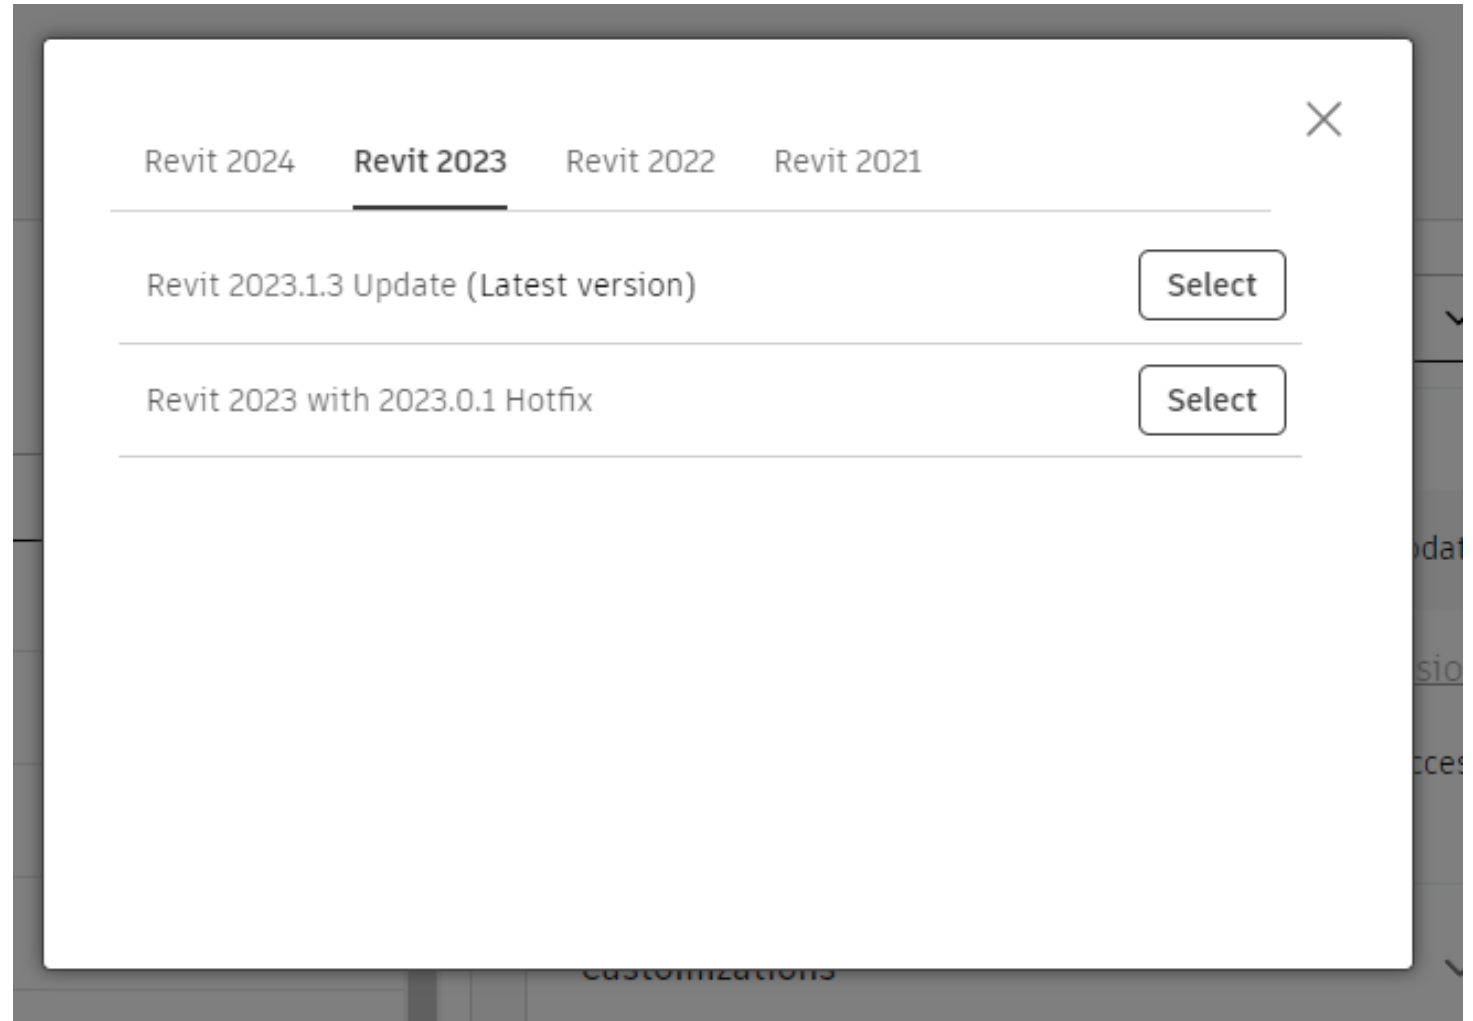 Revit 2024 Revit 2023 Revit 2022 Revit 2021
Revit 2023.1.3 Update (Latest version) Select
Revit 2023 with 2023.0.1 Hotfix Select
Customizations